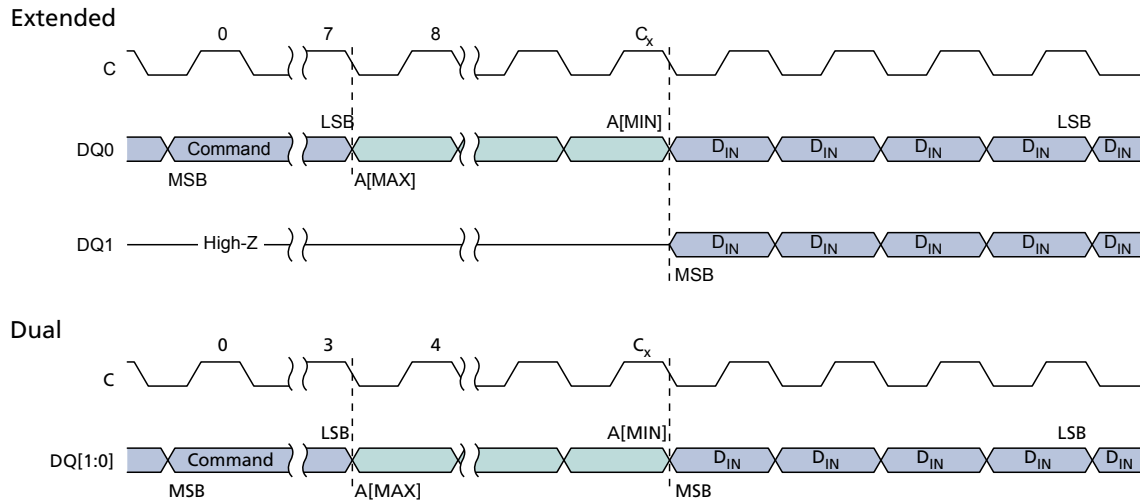 Extended
0 7 8 Cx
C
LSB A[MIN] LSB
DQ0 Command DIN DIN DIN DIN DIN
MSB A[MAX]
DQ1 High-Z DIN DIN DIN DIN DIN
MSB
Dual
0 3 4 Cx
C
LSB A[MIN] LSB
DQ[1:0] Command DIN DIN DIN DIN DIN
MSB A[MAX] MSB